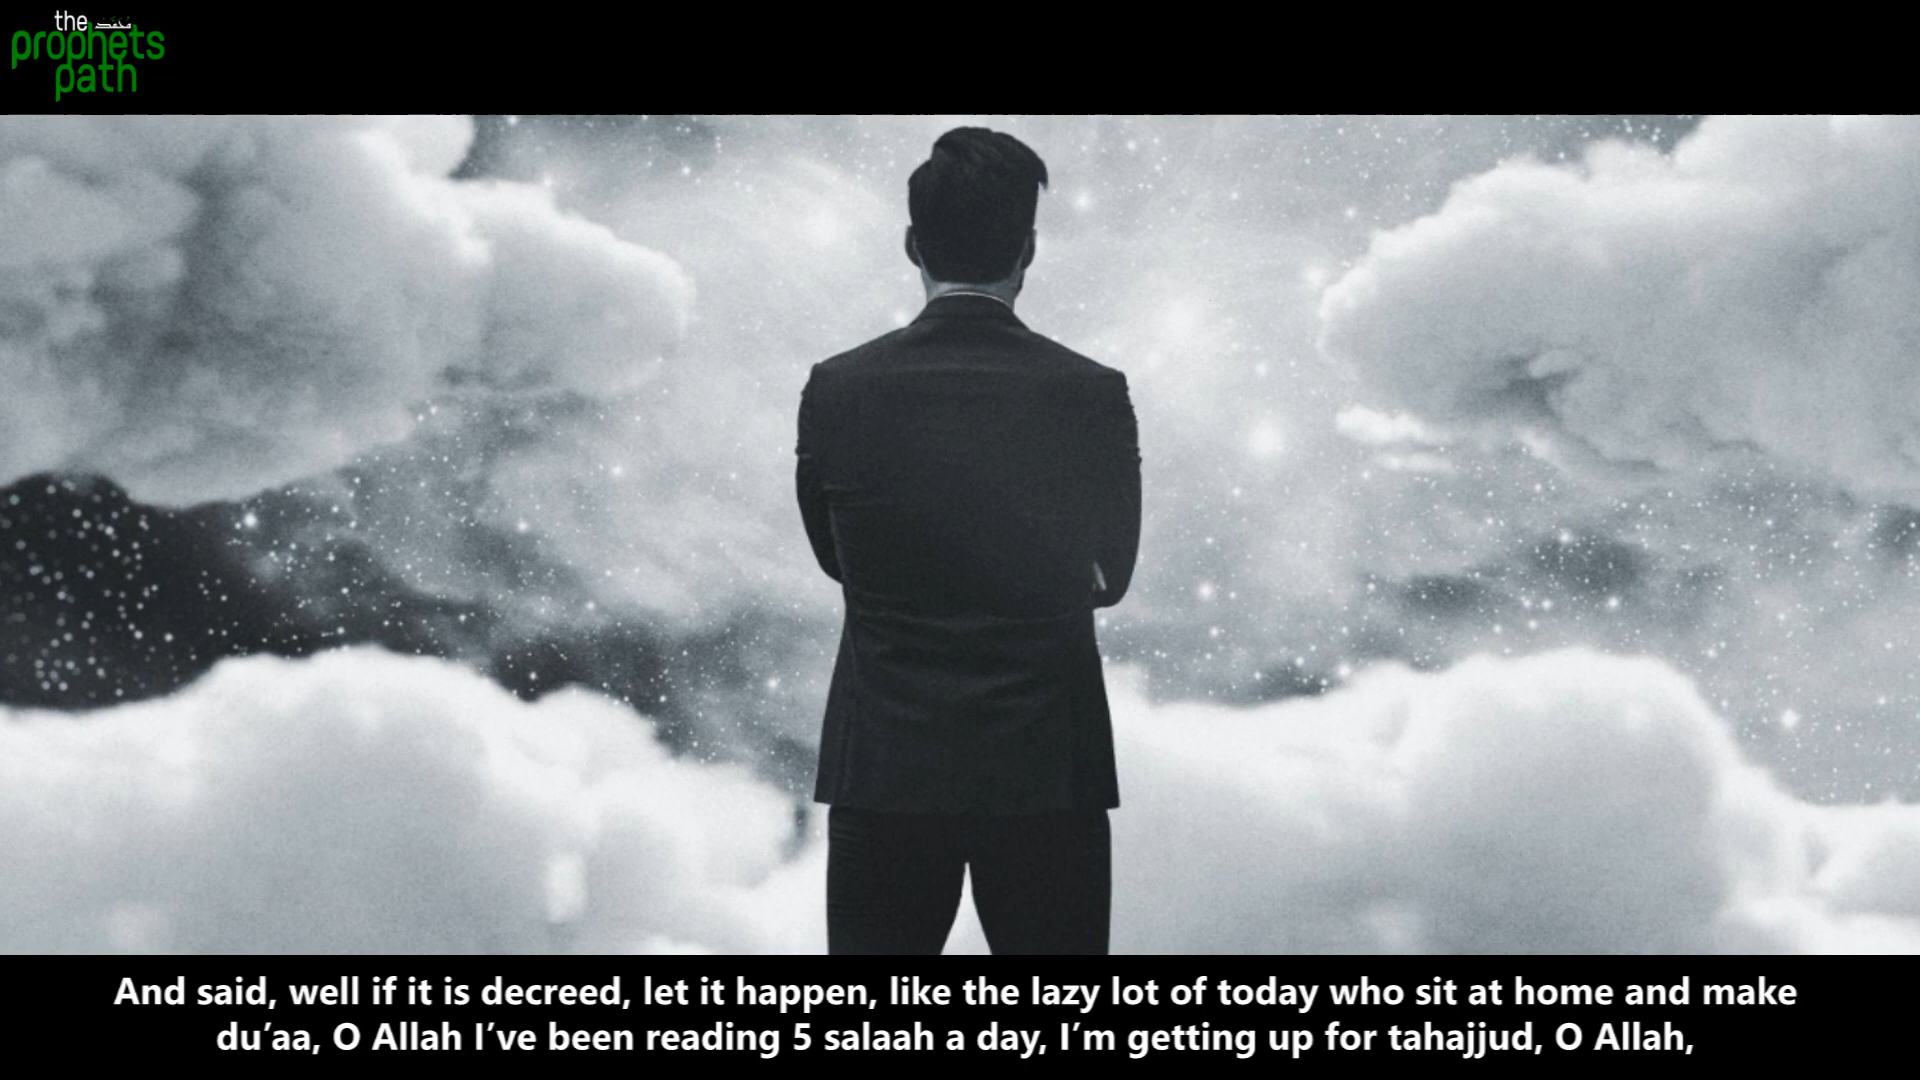 the محمد
prophets
path
And said, well if it is decreed, let it happen, like the lazy lot of today who sit at home and make
du’aa, O Allah I’ve been reading 5 salaah a day, I’m getting up for tahajjud, O Allah,